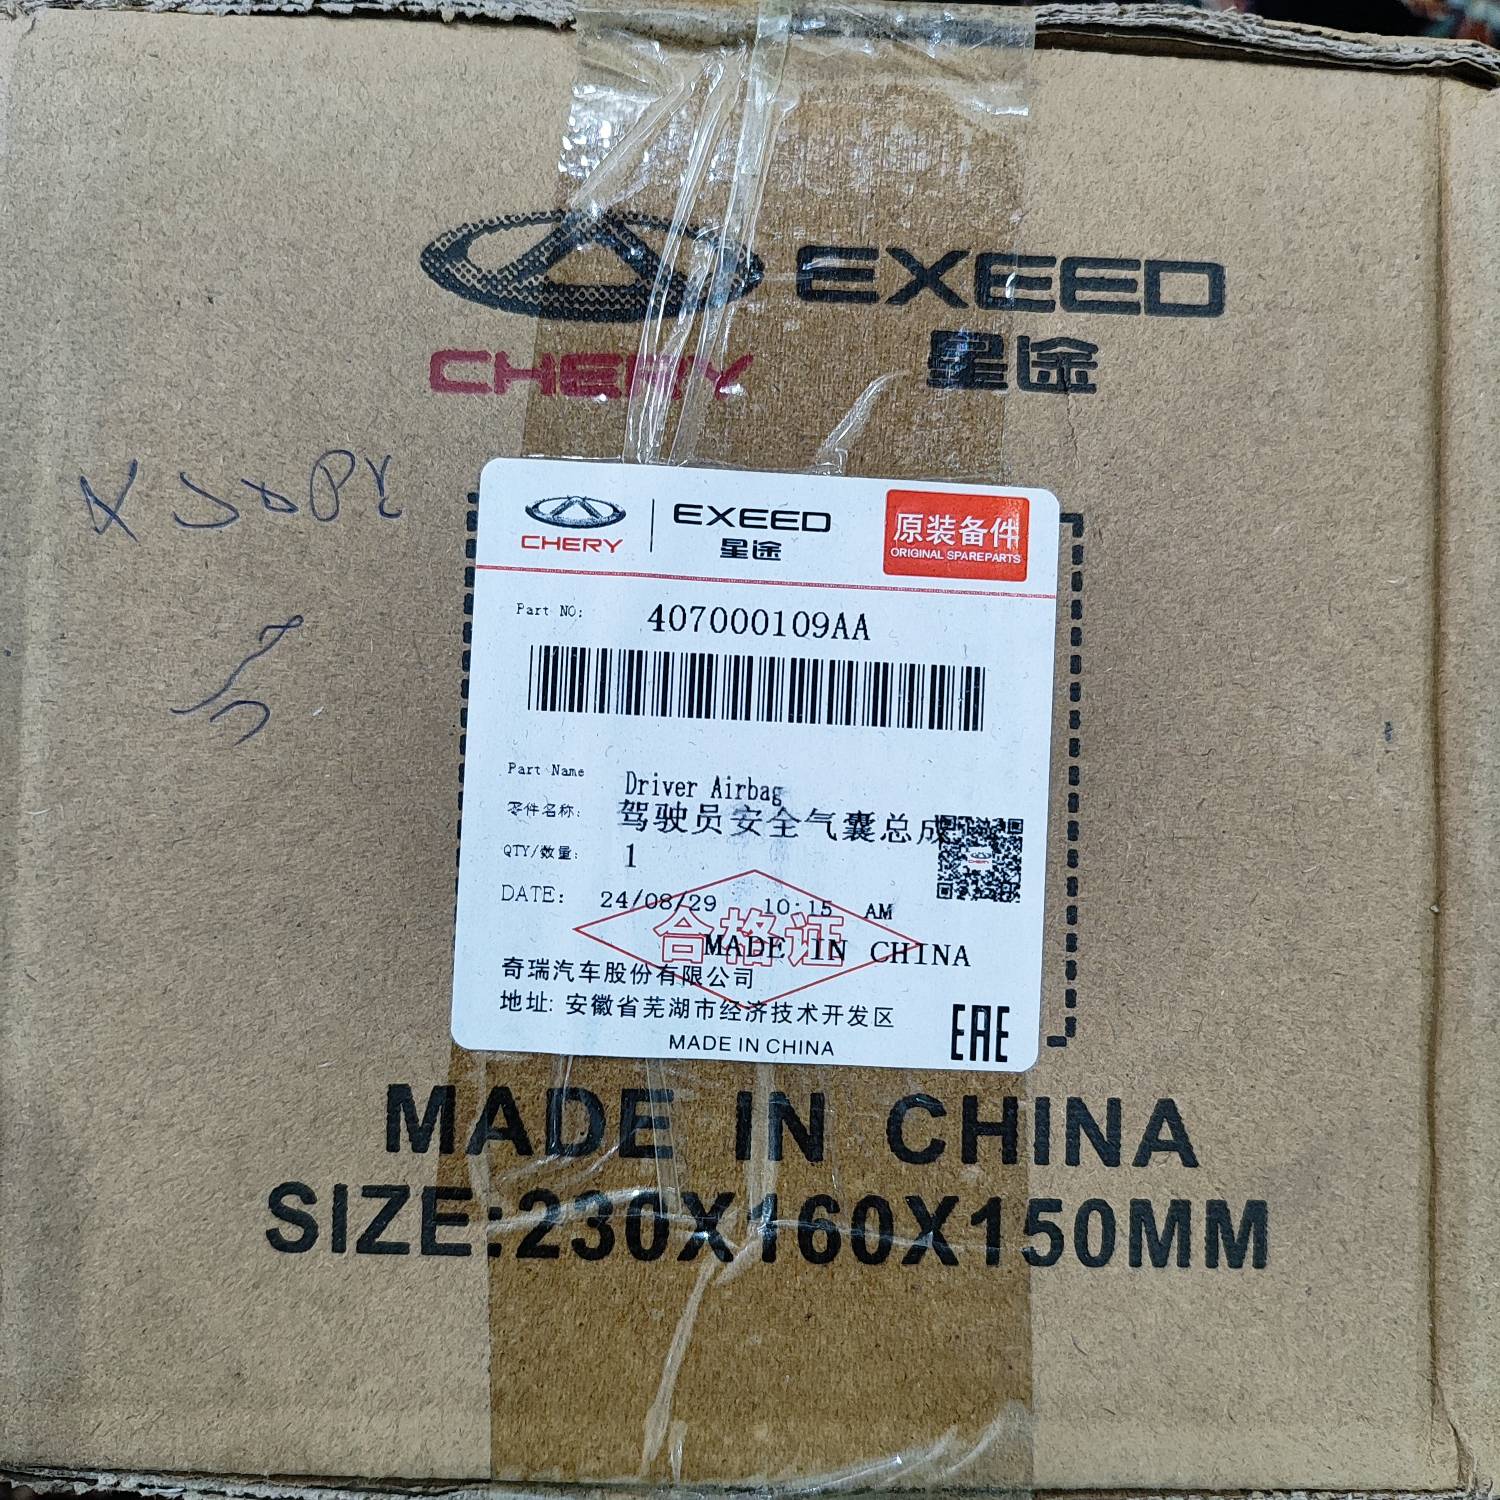 EXEED
CHERY 星途
CHERY EXEED 星途 原装备件
ORIGINAL SPAREPARTS
Part NO: 407000109AA
Part Name Driver Airbag
零件名称: 驾驶员安全气囊总成
QTY/数量: 1
DATE: 24/08/29 10:15 AM
合格证
MADE IN CHINA
奇瑞汽车股份有限公司
地址: 安徽省芜湖市经济技术开发区
MADE IN CHINA
EAC
MADE IN CHINA
SIZE:230X160X150MM